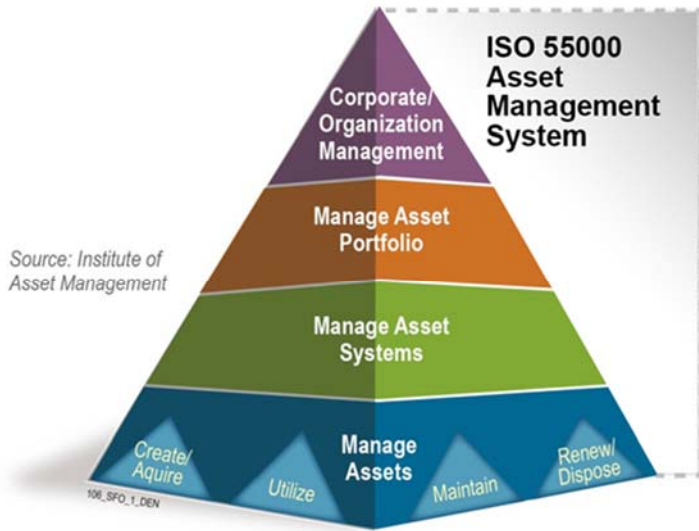 ISO 55000
Asset
Management
System
Corporate/
Organization
Management
Manage Asset
Portfolio
Source: Institute of
Asset Management
Manage Asset
Systems
Manage
Assets
Create/
Aquire
Utilize
Maintain
Renew/
Dispose
106_SFO_1_DEN